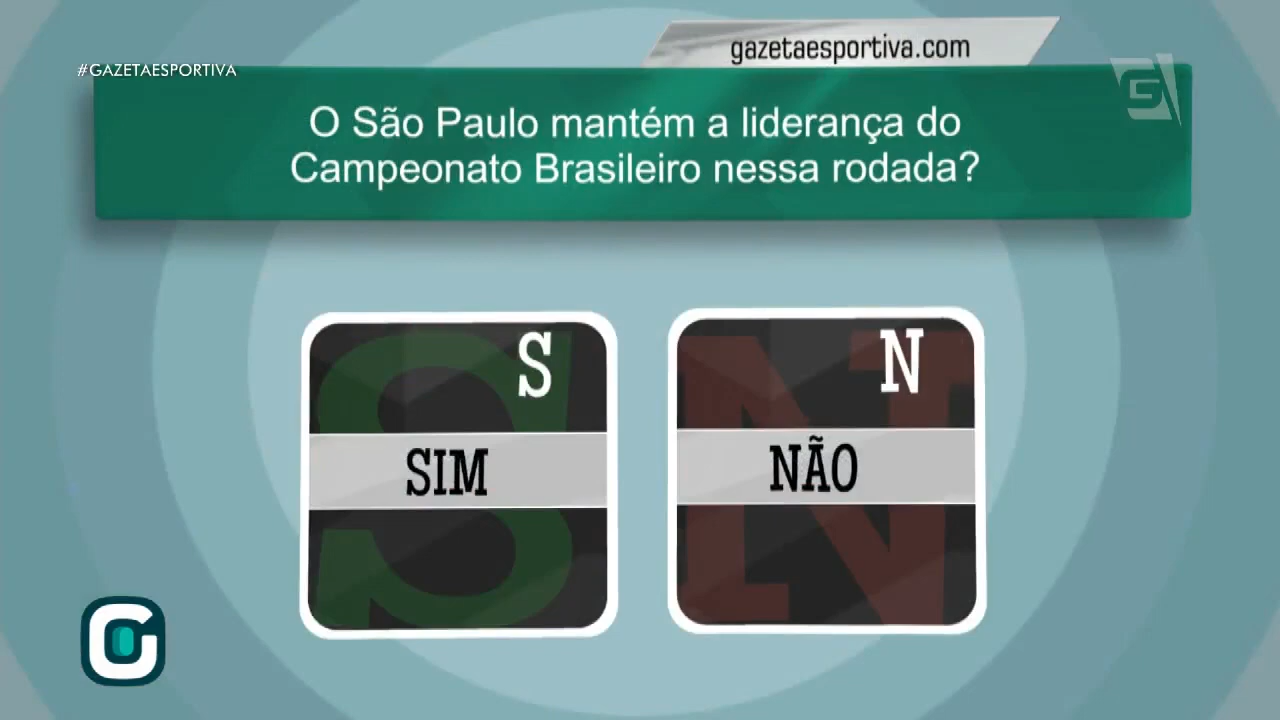 gazetaesportiva.com
#GAZETAESPORTIVA
O São Paulo mantém a liderança do
Campeonato Brasileiro nessa rodada?
S
N
SIM
NÃO